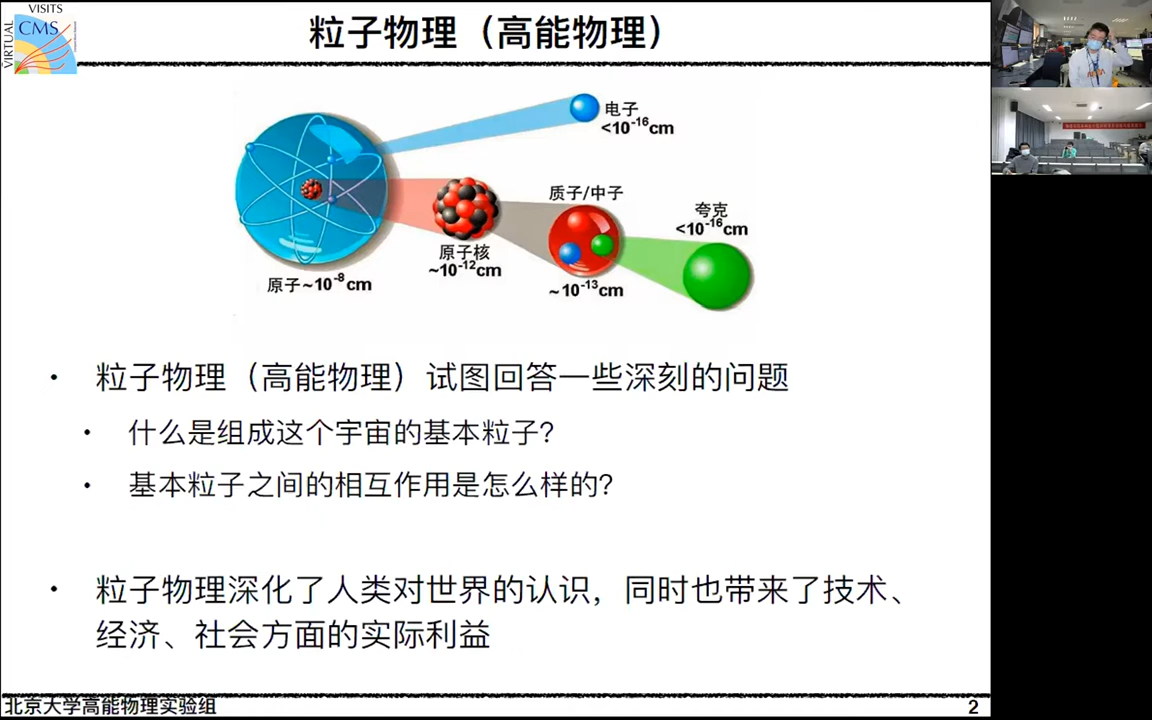 VISITS
CMS
VIRTUAL
粒子物理（高能物理）
电子
<10-16cm
质子/中子
夸克
<10-16cm
原子核
~10-12cm
原子~10-8cm
~10-13cm
• 粒子物理（高能物理）试图回答一些深刻的问题
• 什么是组成这个宇宙的基本粒子?
• 基本粒子之间的相互作用是怎么样的?
• 粒子物理深化了人类对世界的认识，同时也带来了技术、
经济、社会方面的实际利益
北京大学高能物理实验组
2